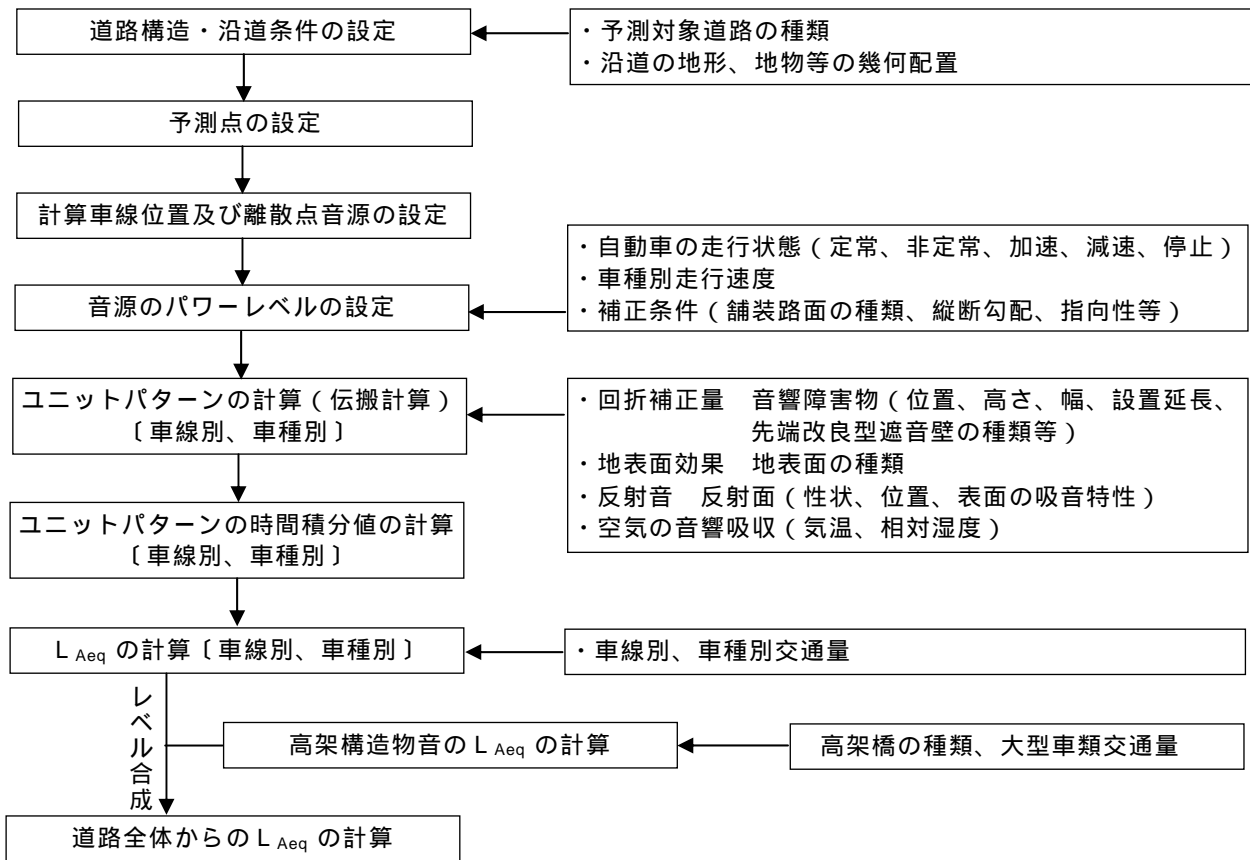 道路構造・沿道条件の設定
・予測対象道路の種類
・沿道の地形、地物等の幾何配置
予測点の設定
計算車線位置及び離散点音源の設定
・自動車の走行状態（定常、非定常、加速、減速、停止）
・車種別走行速度
・補正条件（舗装路面の種類、縦断勾配、指向性等）
音源のパワーレベルの設定
ユニットパターンの計算（伝搬計算）
〔車線別、車種別〕
・回折補正量　音響障害物（位置、高さ、幅、設置延長、
先端改良型遮音壁の種類等）
・地表面効果　地表面の種類
・反射音　反射面（性状、位置、表面の吸音特性）
・空気の音響吸収（気温、相対湿度）
ユニットパターンの時間積分値の計算
〔車線別、車種別〕
L Aeq の計算〔車線別、車種別〕
・車線別、車種別交通量
レベル合成
高架構造物音のL Aeq の計算
高架橋の種類、大型車類交通量
道路全体からのL Aeq の計算